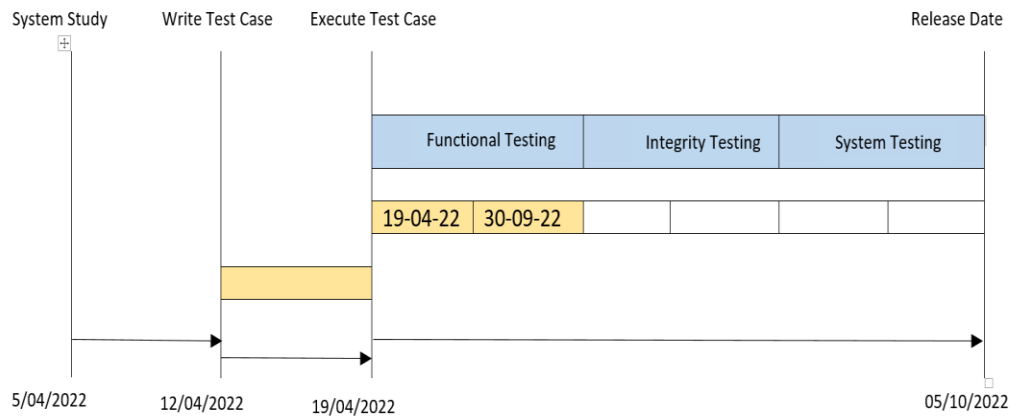 System Study
Write Test Case
Execute Test Case
Release Date
Functional Testing
Integrity Testing
System Testing
19-04-22
30-09-22
5/04/2022
12/04/2022
19/04/2022
05/10/2022